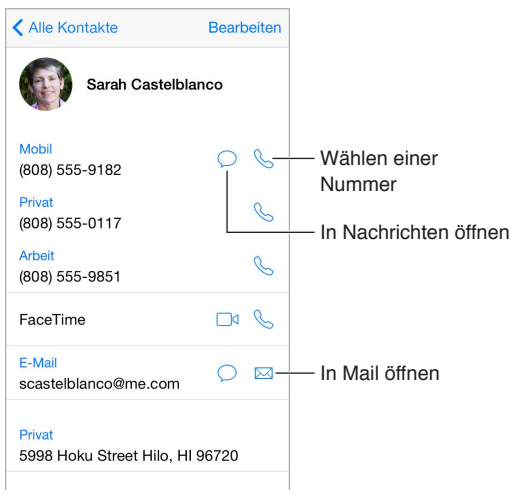 Alle Kontakte Bearbeiten
Sarah Castelblanco
Mobil
(808) 555-9182
Wählen einer
Nummer
Privat
(808) 555-0117
In Nachrichten öffnen
Arbeit
(808) 555-9851
FaceTime
E-Mail
scastelblanco@me.com
In Mail öffnen
Privat
5998 Hoku Street Hilo, HI 96720